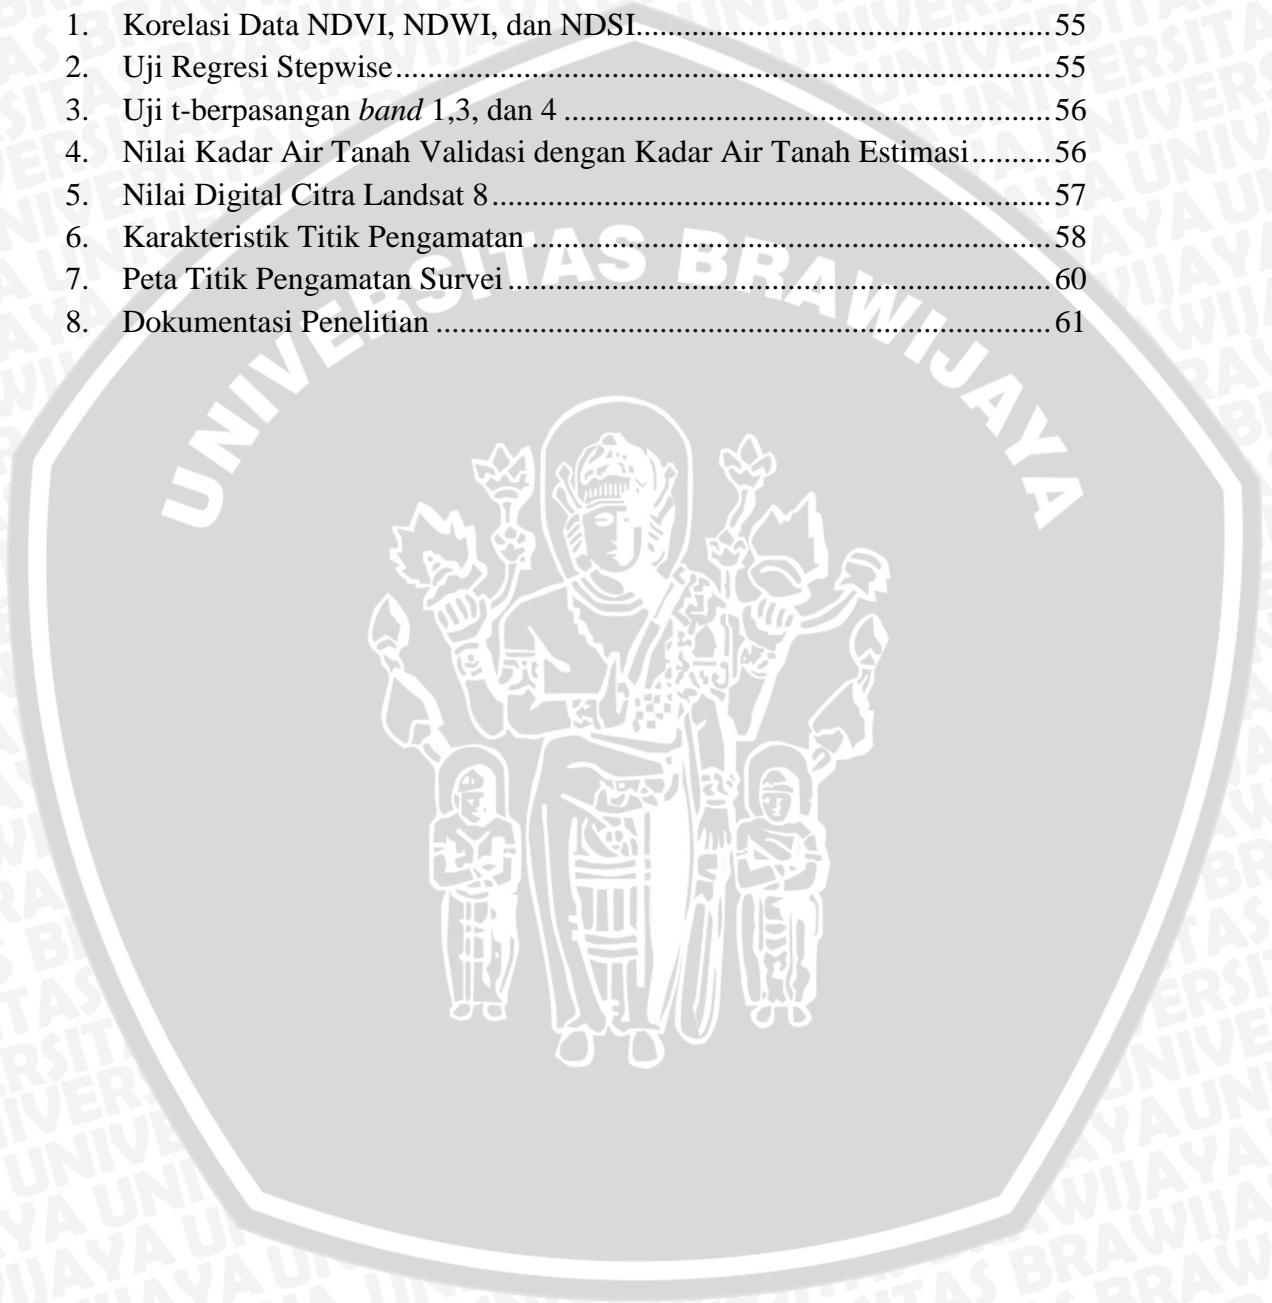 1. Korelasi Data NDVI, NDWI, dan NDSI.......................................................55
2. Uji Regresi Stepwise...................................................................................55
3. Uji t-berpasangan band 1,3, dan 4 ..............................................................56
4. Nilai Kadar Air Tanah Validasi dengan Kadar Air Tanah Estimasi..........56
5. Nilai Digital Citra Landsat 8.......................................................................57
6. Karakteristik Titik Pengamatan ..................................................................58
7. Peta Titik Pengamatan Survei.....................................................................60
8. Dokumentasi Penelitian ..............................................................................61
UNIVERSITAS BRAWIJAYA